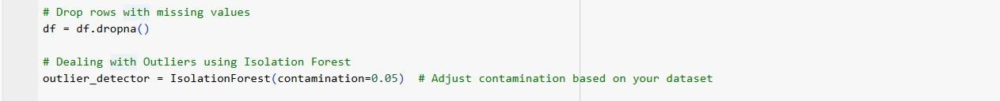 # Drop rows with missing values
df = df.dropna()
# Dealing with Outliers using Isolation Forest
outlier_detector = IsolationForest(contamination=0.05)  # Adjust contamination based on your dataset